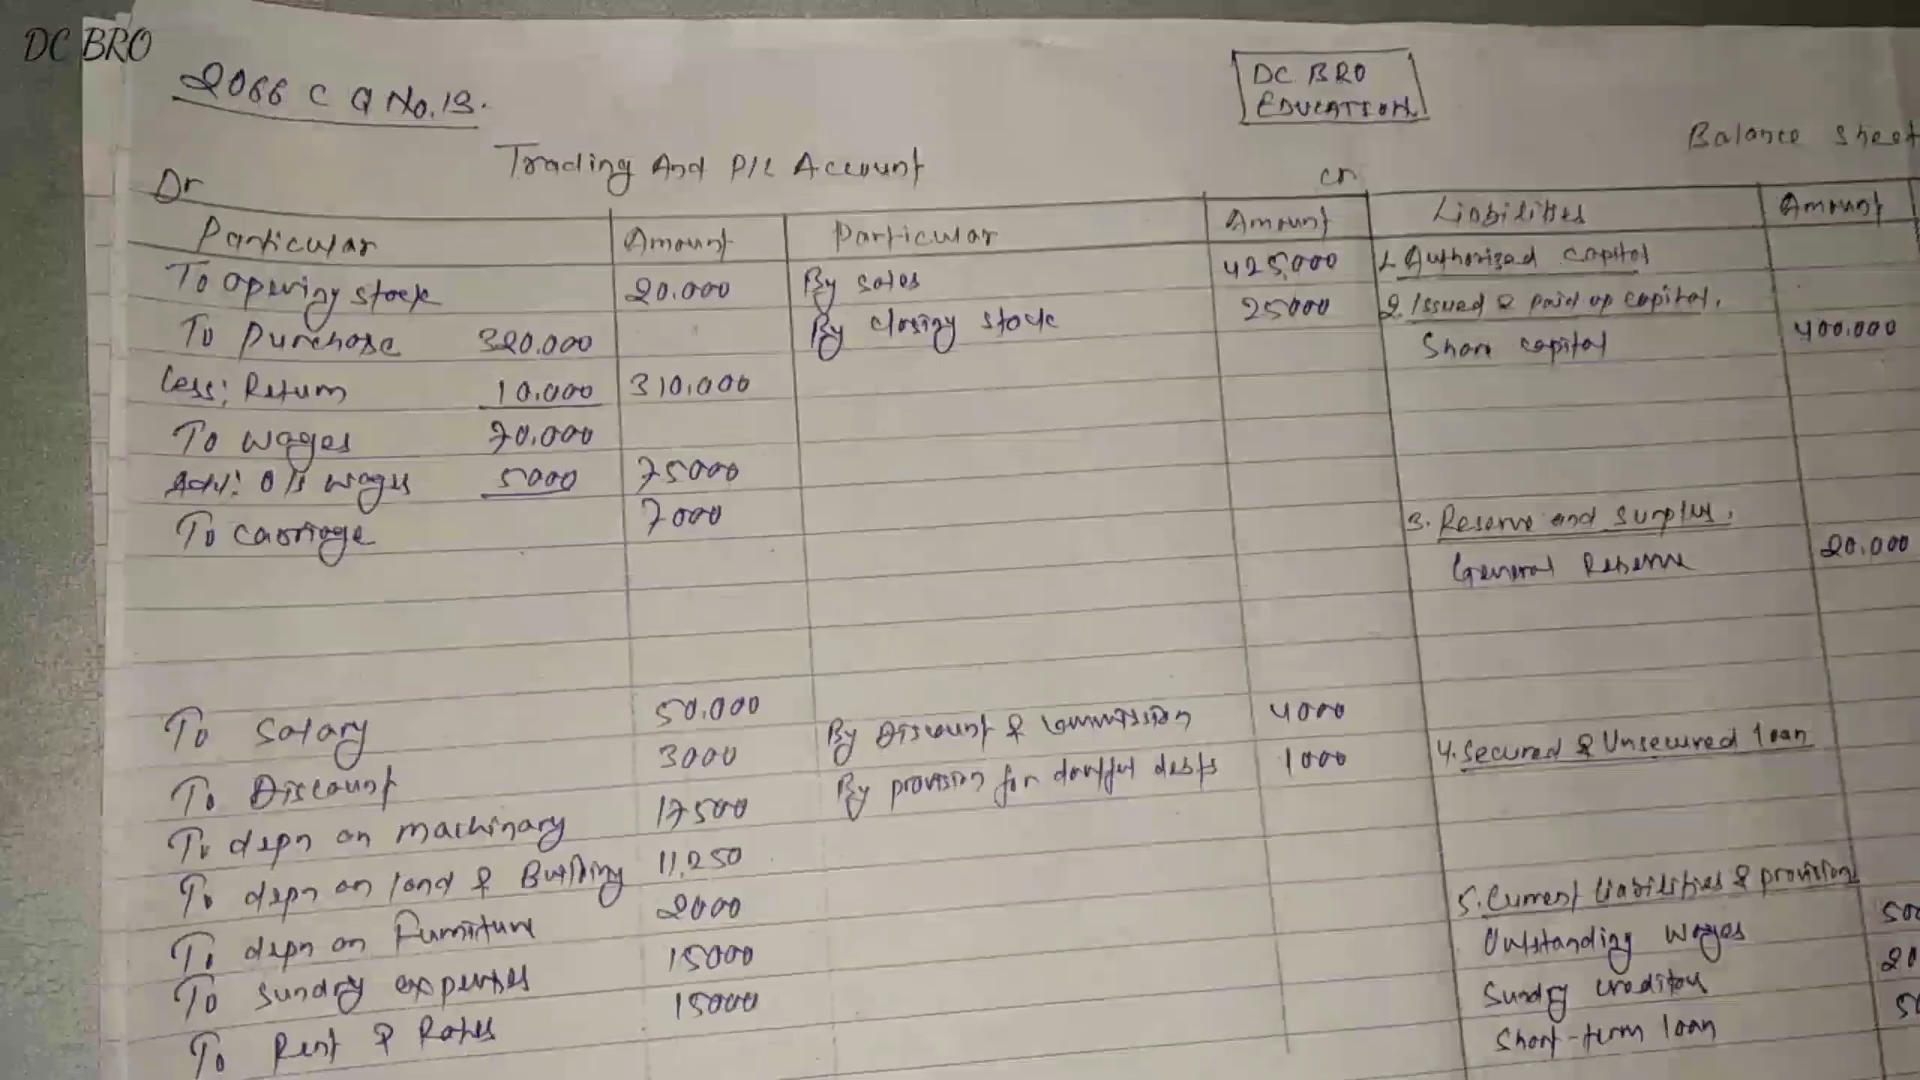 DC BRO
2066 C Q No.13.
DC BRO
EDUCATION
Trading And P/L Account
Balance Sheet
Dr
cr
Particular Amount Particular Amount Liabilities Amount
To opening stock 20.000 By sales 425,000 1. Authorized capital
To purchase 320.000 By closing stock 25000 2. Issued & paid up capital.
Share capital 400.000
Less: Return 10.000 310.000
To wages 70.000
Add: O/s wages 5000 75000
To carriage 7000
3. Reserve and surplus.
General Reserve 20.000
To Salary 50.000 By Discount & commission 4000
To Discount 3000 By provision for doutful debts 1000
4. Secured & Unsecured loan
To depn on machinary 17500
To depn on land & Building 11,250
To depn on Furniture 2000
5. Current liabilities & provision
To sundry expenses 15000 Outstanding wages
To Rent & Rates 15000 Sundry creditors
Short-term loan